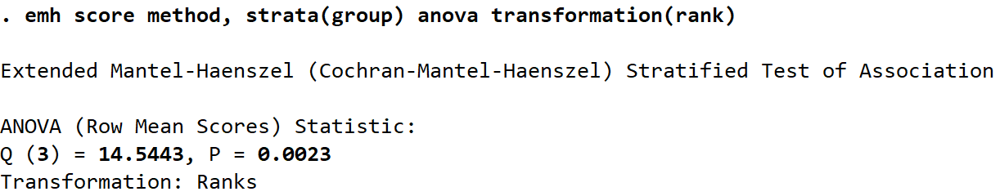 . emh score method, strata(group) anova transformation(rank)
Extended Mantel-Haenszel (Cochran-Mantel-Haenszel) Stratified Test of Association
ANOVA (Row Mean Scores) Statistic:
Q (3) = 14.5443, P = 0.0023
Transformation: Ranks